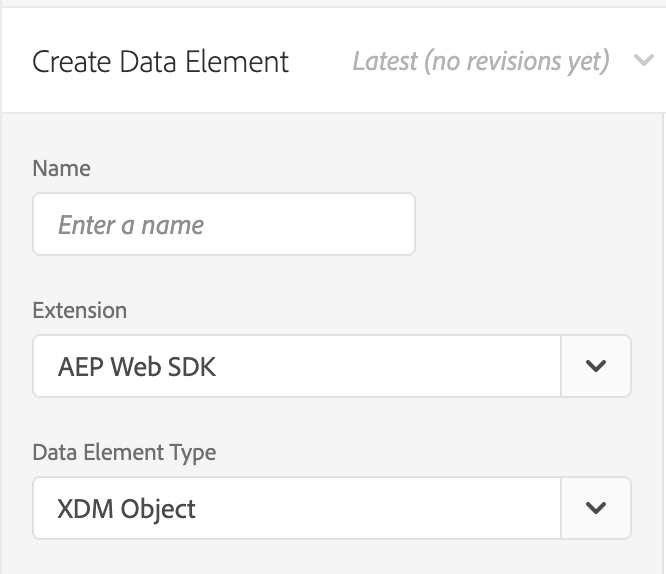 Create Data Element Latest (no revisions yet)
Name
Enter a name
Extension
AEP Web SDK
Data Element Type
XDM Object